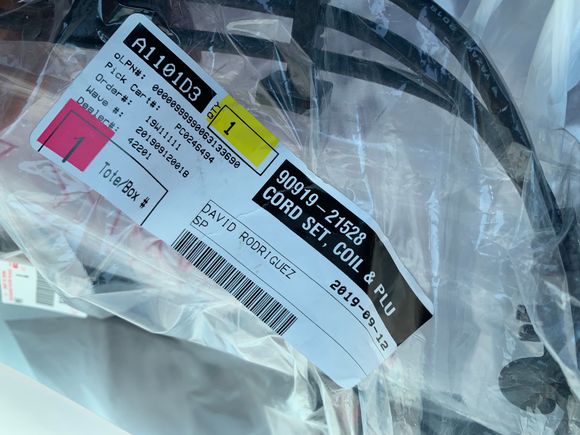 A1101D3
oLPN#: 00000999990069133690
Pick Cart#: PC0246494
Order#: 19W11111
Wave #: 201909120018
Dealer#: 42201
QTY
1
1
Tote/Box #
90919-21528
CORD SET, COIL & PLU
DAVID RODRIGUEZ
SP
2019-09-12